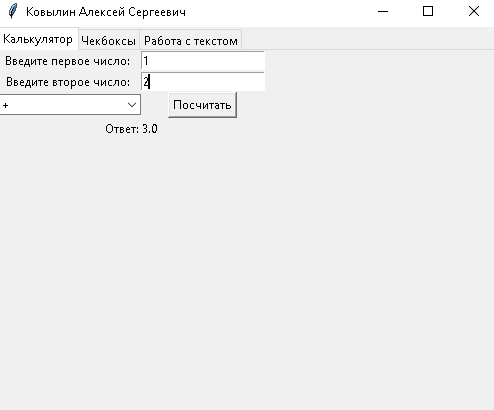 Ковылин Алексей Сергеевич
Калькулятор Чекбоксы Работа с текстом
Введите первое число: 1
Введите второе число: 2
+ Посчитать
Ответ: 3.0